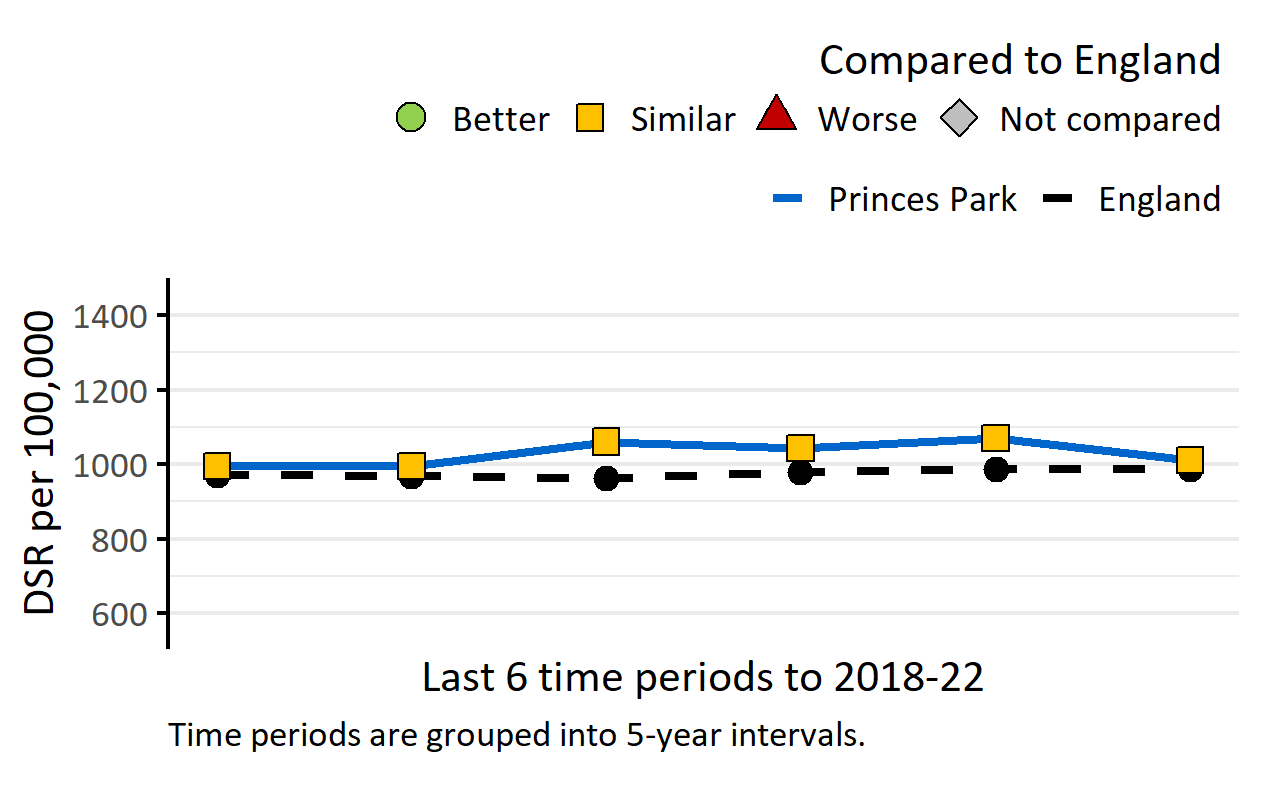 Compared to England
Better Similar Worse Not compared
Princes Park England
DSR per 100,000
1400
1200
1000
800
600
Last 6 time periods to 2018-22
Time periods are grouped into 5-year intervals.